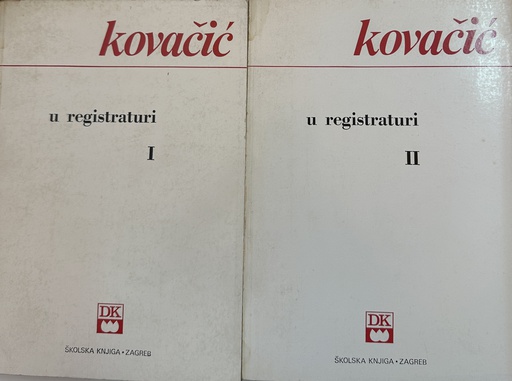 kovačić
u registraturi
I
DK
ŠKOLSKA KNJIGA • ZAGREB
kovačić
u registraturi
II
DK
ŠKOLSKA KNJIGA • ZAGREB